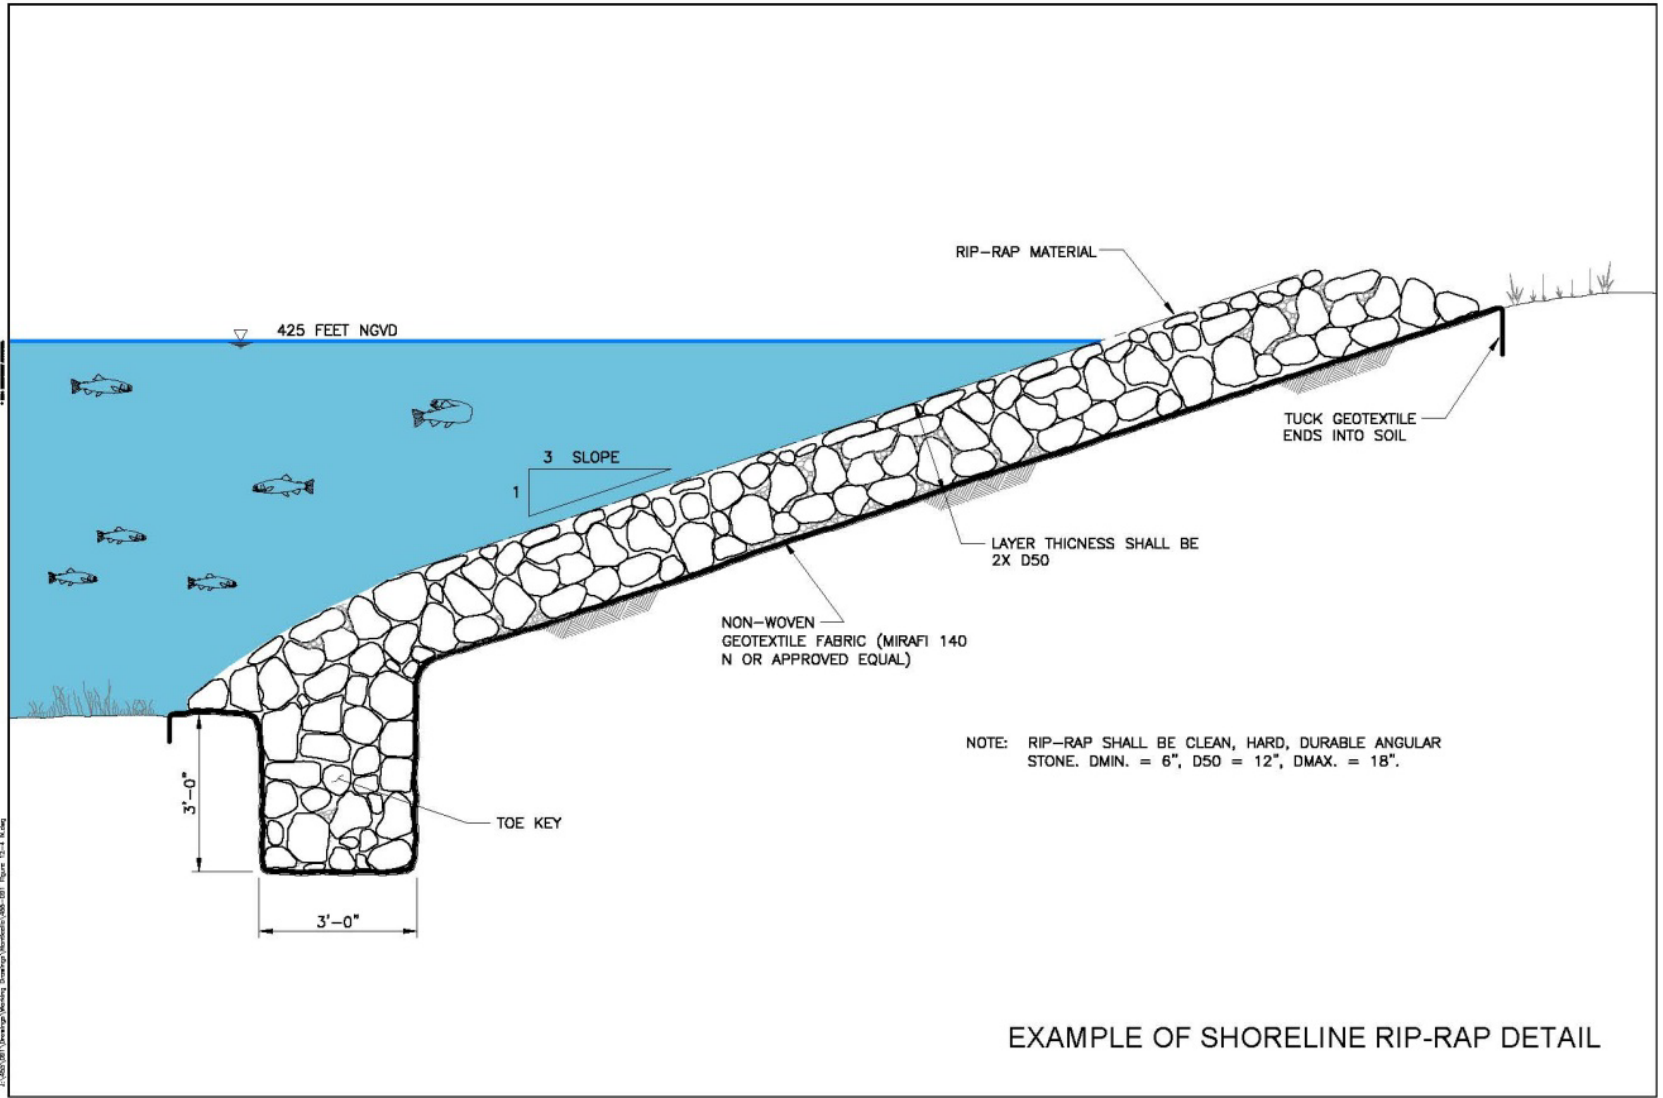 RIP-RAP MATERIAL
425 FEET NGVD
TUCK GEOTEXTILE
ENDS INTO SOIL
3 SLOPE
1
LAYER THICNESS SHALL BE
2X D50
NON-WOVEN
GEOTEXTILE FABRIC (MIRAFI 140
N OR APPROVED EQUAL)
NOTE: RIP-RAP SHALL BE CLEAN, HARD, DURABLE ANGULAR
STONE. DMIN. = 6", D50 = 12", DMAX. = 18".
3'-0"
TOE KEY
3'-0"
EXAMPLE OF SHORELINE RIP-RAP DETAIL